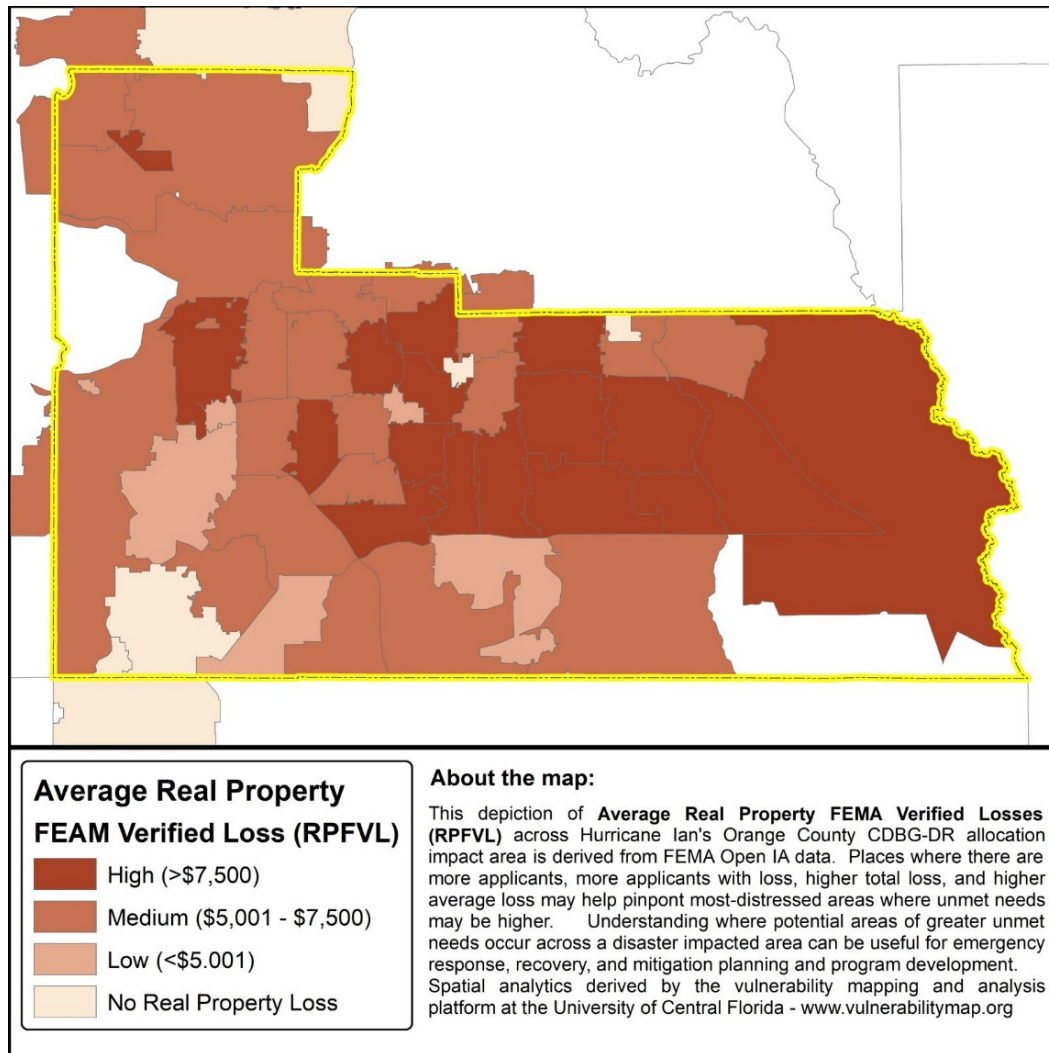 Average Real Property
FEAM Verified Loss (RPFVL)
High (>$7,500)
Medium ($5,001 - $7,500)
Low (<$5.001)
No Real Property Loss
About the map:
This depiction of Average Real Property FEMA Verified Losses
(RPFVL) across Hurricane Ian's Orange County CDBG-DR allocation
impact area is derived from FEMA Open IA data. Places where there are
more applicants, more applicants with loss, higher total loss, and higher
average loss may help pinpont most-distressed areas where unmet needs
may be higher. Understanding where potential areas of greater unmet
needs occur across a disaster impacted area can be useful for emergency
response, recovery, and mitigation planning and program development.
Spatial analytics derived by the vulnerability mapping and analysis
platform at the University of Central Florida - www.vulnerabilitymap.org